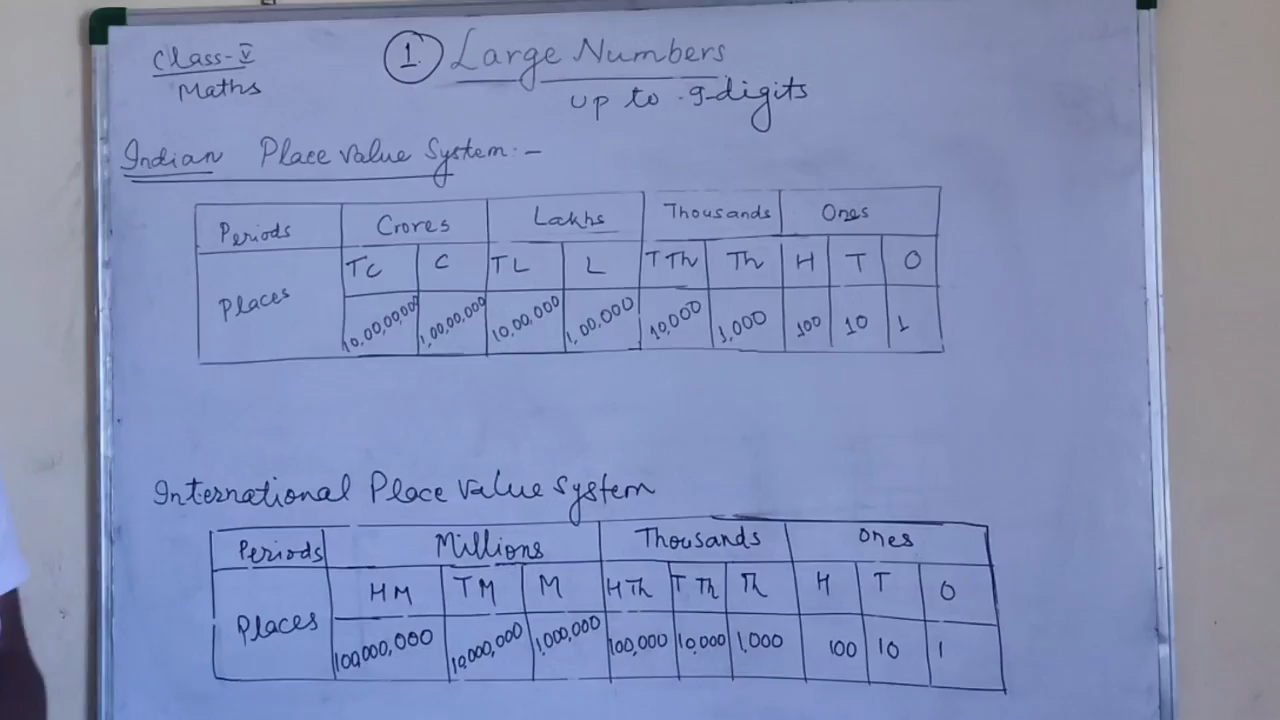 Class-V
Maths
1. Large Numbers
up to 9-digits
Indian Place Value System:-
Periods Crores Lakhs Thousands Ones
Places TC C TL L T Th Th H T O
10,00,00,000 1,00,00,000 10,00,000 1,00,000 10,000 1,000 100 10 1
International Place Value System
Periods Millions Thousands Ones
Places HM TM M H Th T Th Th H T O
100,000,000 10,000,000 1,000,000 100,000 10,000 1,000 100 10 1